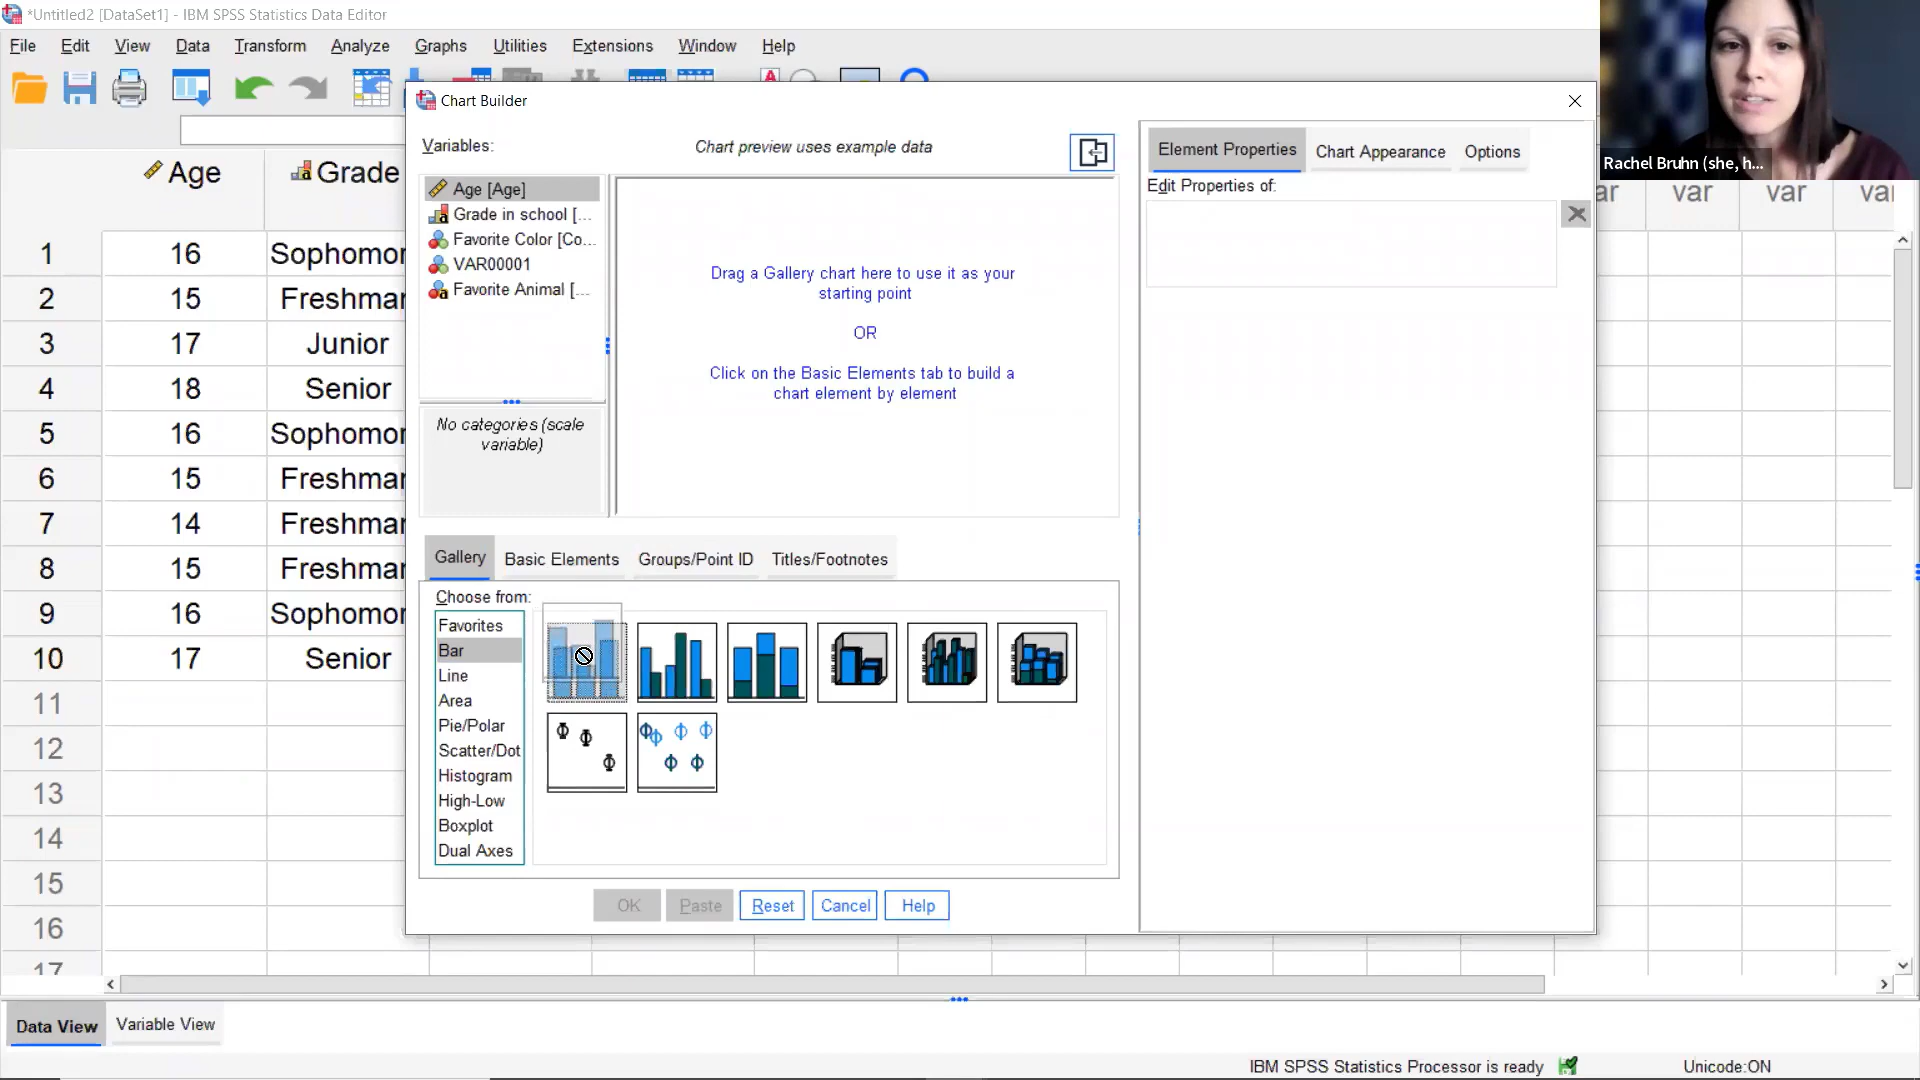 *Untitled2 [DataSet1] - IBM SPSS Statistics Data Editor
File Edit View Data Transform Analyze Graphs Utilities Extensions Window Help
Rachel Bruhn (she, h...
Chart Builder
Variables:
Chart preview uses example data
Age [Age]
Grade in school [...
Favorite Color [Co...
VAR00001
Favorite Animal [...
No categories (scale
variable)
Drag a Gallery chart here to use it as your
starting point
OR
Click on the Basic Elements tab to build a
chart element by element
Element Properties Chart Appearance Options
Edit Properties of:
Gallery Basic Elements Groups/Point ID Titles/Footnotes
Choose from:
Favorites
Bar
Line
Area
Pie/Polar
Scatter/Dot
Histogram
High-Low
Boxplot
Dual Axes
OK Paste Reset Cancel Help
Age Grade var var
1 16 Sophomor
2 15 Freshman
3 17 Junior
4 18 Senior
5 16 Sophomor
6 15 Freshman
7 14 Freshman
8 15 Freshman
9 16 Sophomor
10 17 Senior
11
12
13
14
15
16
17
Data View Variable View
IBM SPSS Statistics Processor is ready Unicode:ON